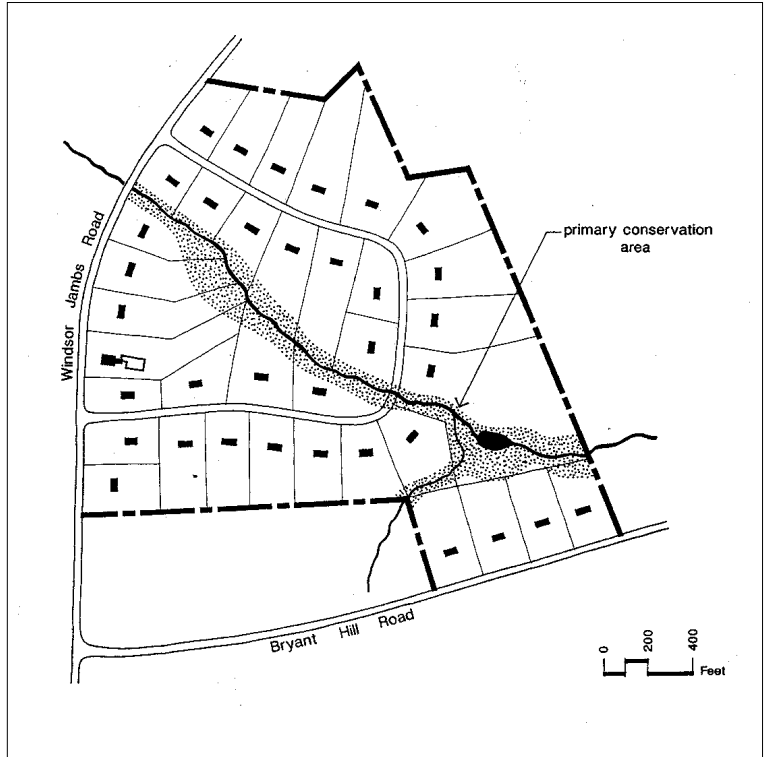 primary conservation
area
Windsor Jambs Road
Bryant Hill Road
0
200
400
Feet